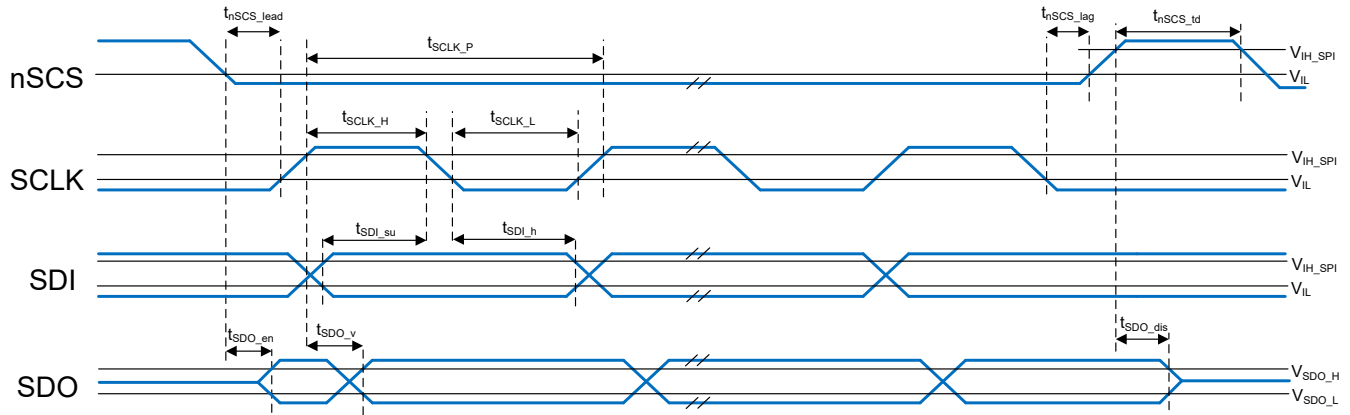 tnSCS_lead
tnSCS_lag
tnSCS_td
tSCLK_P
nSCS
VIH_SPI
VIL
tSCLK_H
tSCLK_L
SCLK
VIH_SPI
VIL
tSDI_su
tSDI_h
SDI
VIH_SPI
VIL
tSDO_en
tSDO_v
tSDO_dis
SDO
VSDO_H
VSDO_L